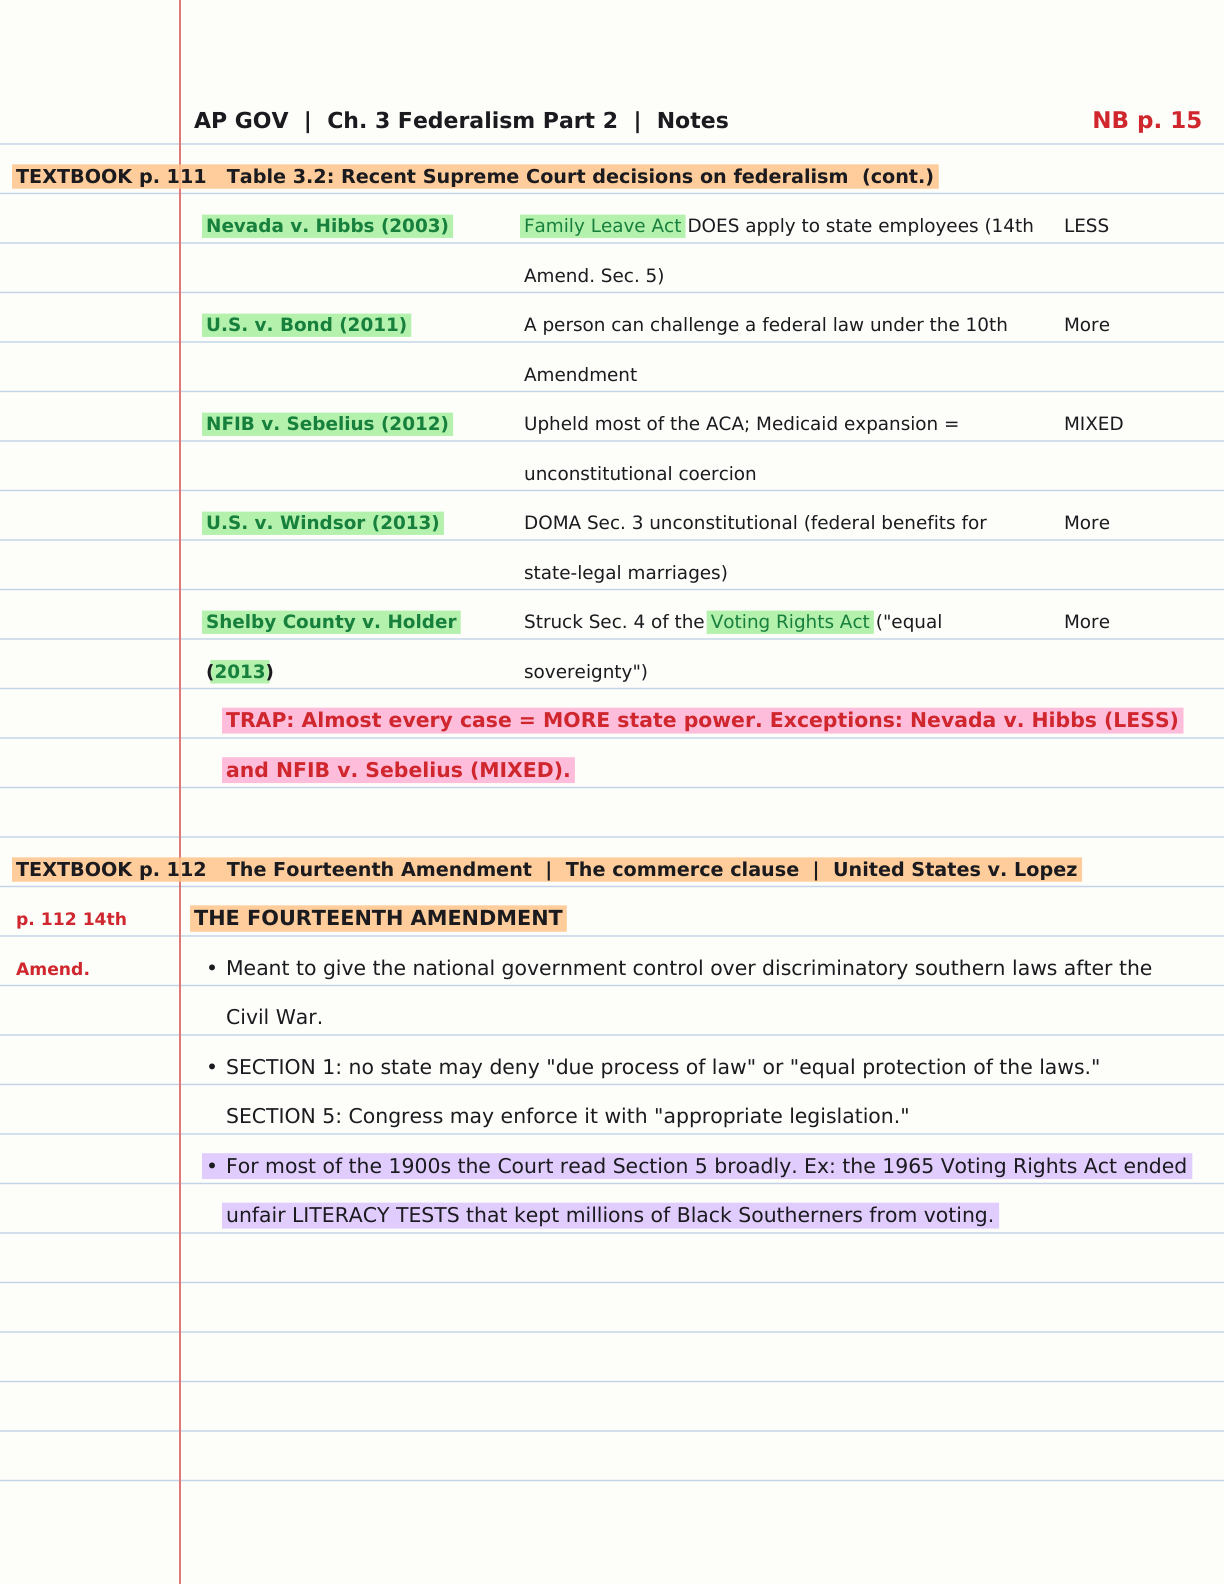 AP GOV | Ch. 3 Federalism Part 2 | Notes NB p. 15
TEXTBOOK p. 111 Table 3.2: Recent Supreme Court decisions on federalism (cont.)
Nevada v. Hibbs (2003) Family Leave Act DOES apply to state employees (14th LESS
Amend. Sec. 5)
U.S. v. Bond (2011) A person can challenge a federal law under the 10th More
Amendment
NFIB v. Sebelius (2012) Upheld most of the ACA; Medicaid expansion = MIXED
unconstitutional coercion
U.S. v. Windsor (2013) DOMA Sec. 3 unconstitutional (federal benefits for More
state-legal marriages)
Shelby County v. Holder Struck Sec. 4 of the Voting Rights Act ("equal More
(2013) sovereignty")
TRAP: Almost every case = MORE state power. Exceptions: Nevada v. Hibbs (LESS)
and NFIB v. Sebelius (MIXED).
TEXTBOOK p. 112 The Fourteenth Amendment | The commerce clause | United States v. Lopez
p. 112 14th THE FOURTEENTH AMENDMENT
Amend. • Meant to give the national government control over discriminatory southern laws after the
Civil War.
• SECTION 1: no state may deny "due process of law" or "equal protection of the laws."
SECTION 5: Congress may enforce it with "appropriate legislation."
• For most of the 1900s the Court read Section 5 broadly. Ex: the 1965 Voting Rights Act ended
unfair LITERACY TESTS that kept millions of Black Southerners from voting.